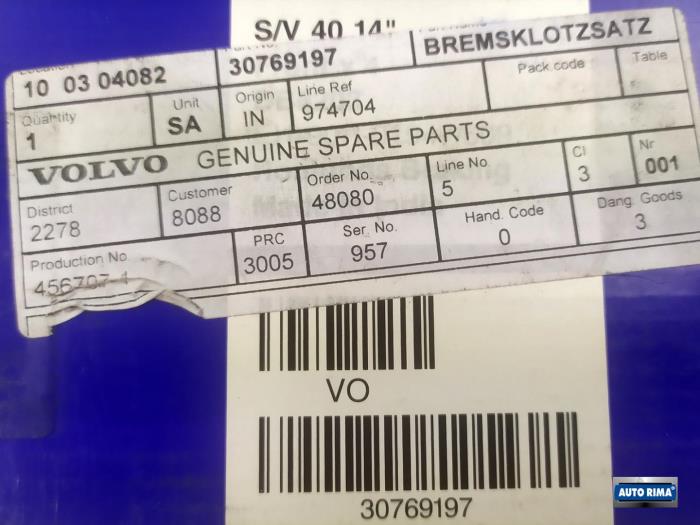 S/V 40 14"
10 03 04082
30769197
BREMSKLOTZSATZ
Quantity
1
Unit
SA
Origin
IN
Line Ref
974704
Pack code
Table
VOLVO GENUINE SPARE PARTS
District
2278
Customer
8088
Order No.
48080
Line No
5
Cl
3
Nr
001
Production No
456707-4
PRC
3005
Ser. No.
957
Hand. Code
0
Dang. Goods
3
VO
30769197
AUTO RIMA